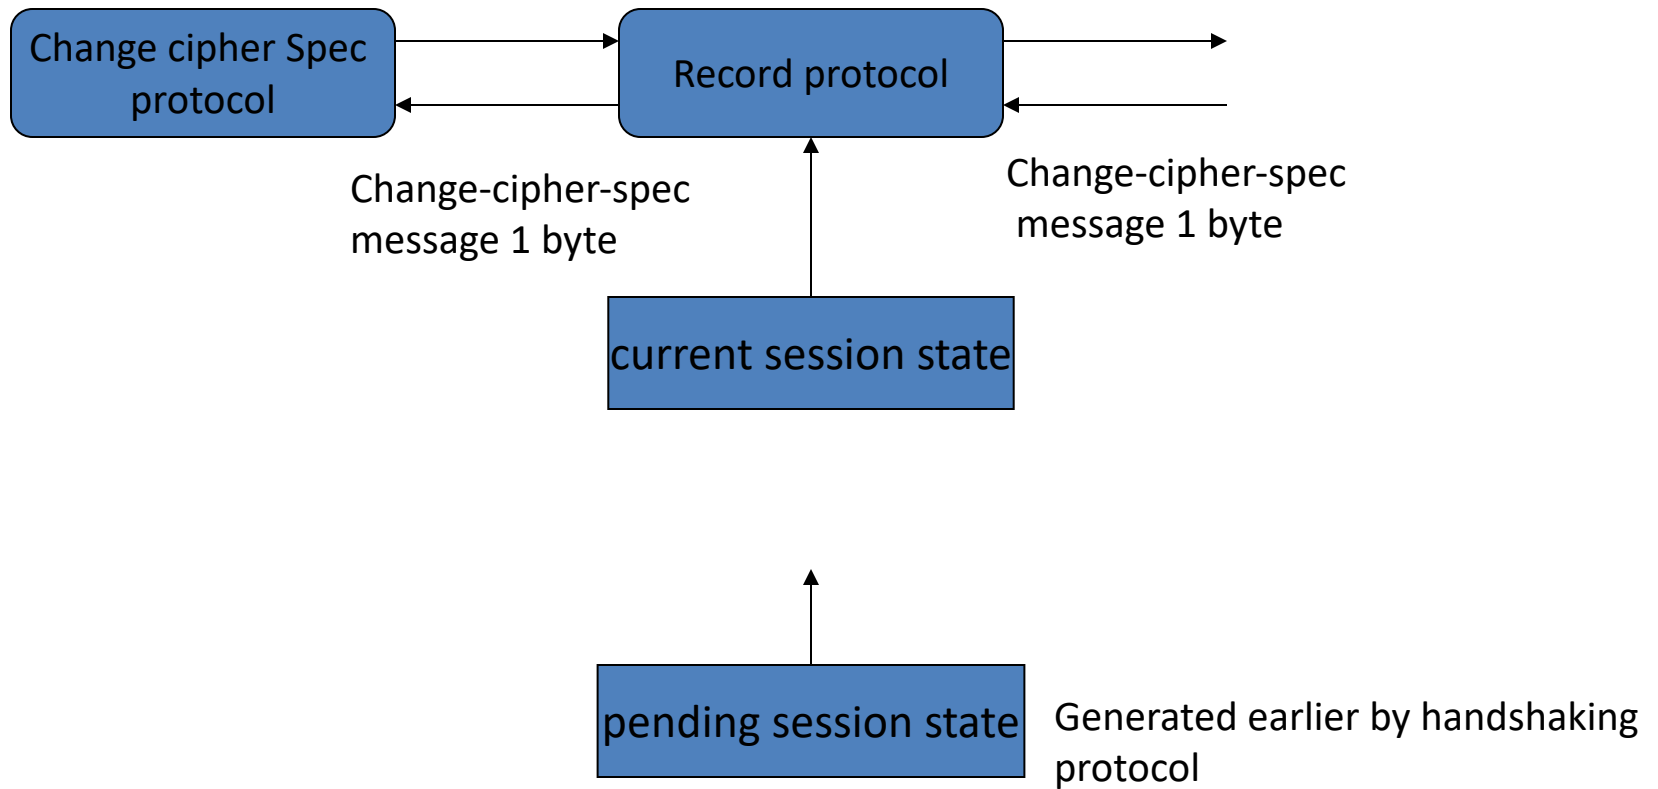 Change cipher Spec
protocol
Record protocol
Change-cipher-spec
message 1 byte
Change-cipher-spec
message 1 byte
current session state
pending session state
Generated earlier by handshaking
protocol